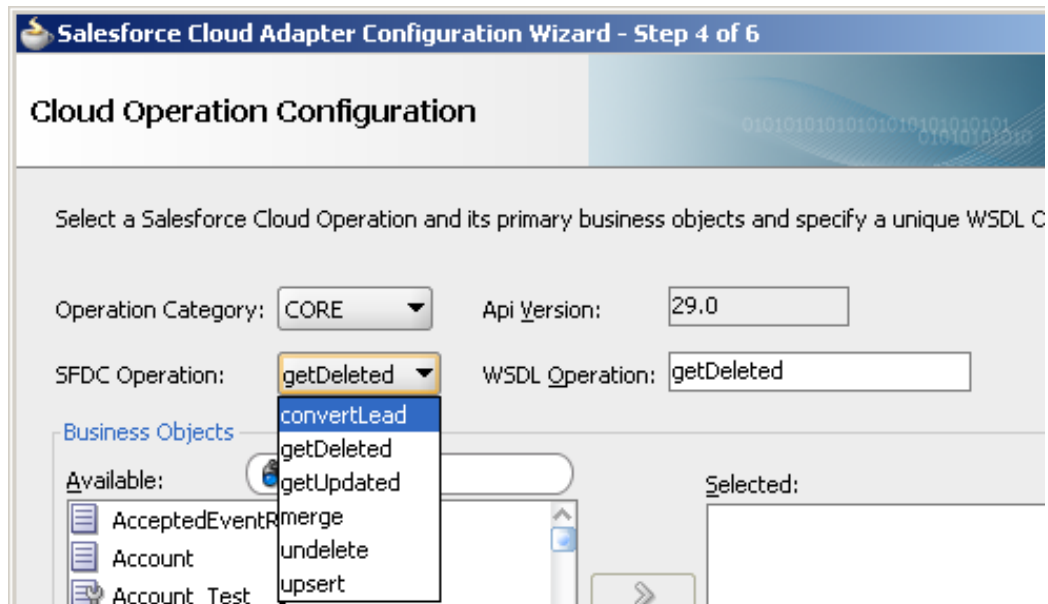 Salesforce Cloud Adapter Configuration Wizard - Step 4 of 6
Cloud Operation Configuration
Select a Salesforce Cloud Operation and its primary business objects and specify a unique WSDL O
Operation Category: CORE Api Version: 29.0
SFDC Operation: getDeleted WSDL Operation: getDeleted
convertLead
Business Objects
getDeleted
Available:
getUpdated
Selected:
AcceptedEventR
merge
Account
undelete
Account_Test
upsert